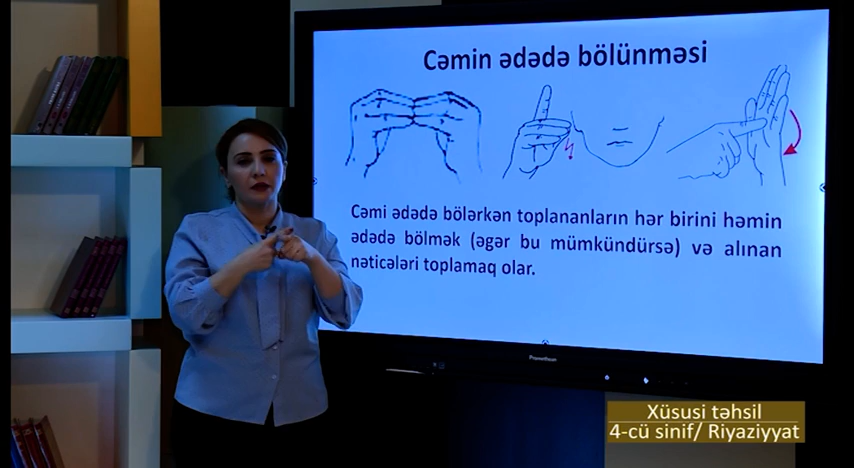 Cəmin ədədə bölünməsi
Cəmi ədədə bölərkən toplananların hər birini həmin
ədədə bölmək (əgər bu mümkündürsə) və alınan
nəticələri toplamaq olar.
Promethean
Xüsusi təhsil
4-cü sinif/ Riyaziyyat